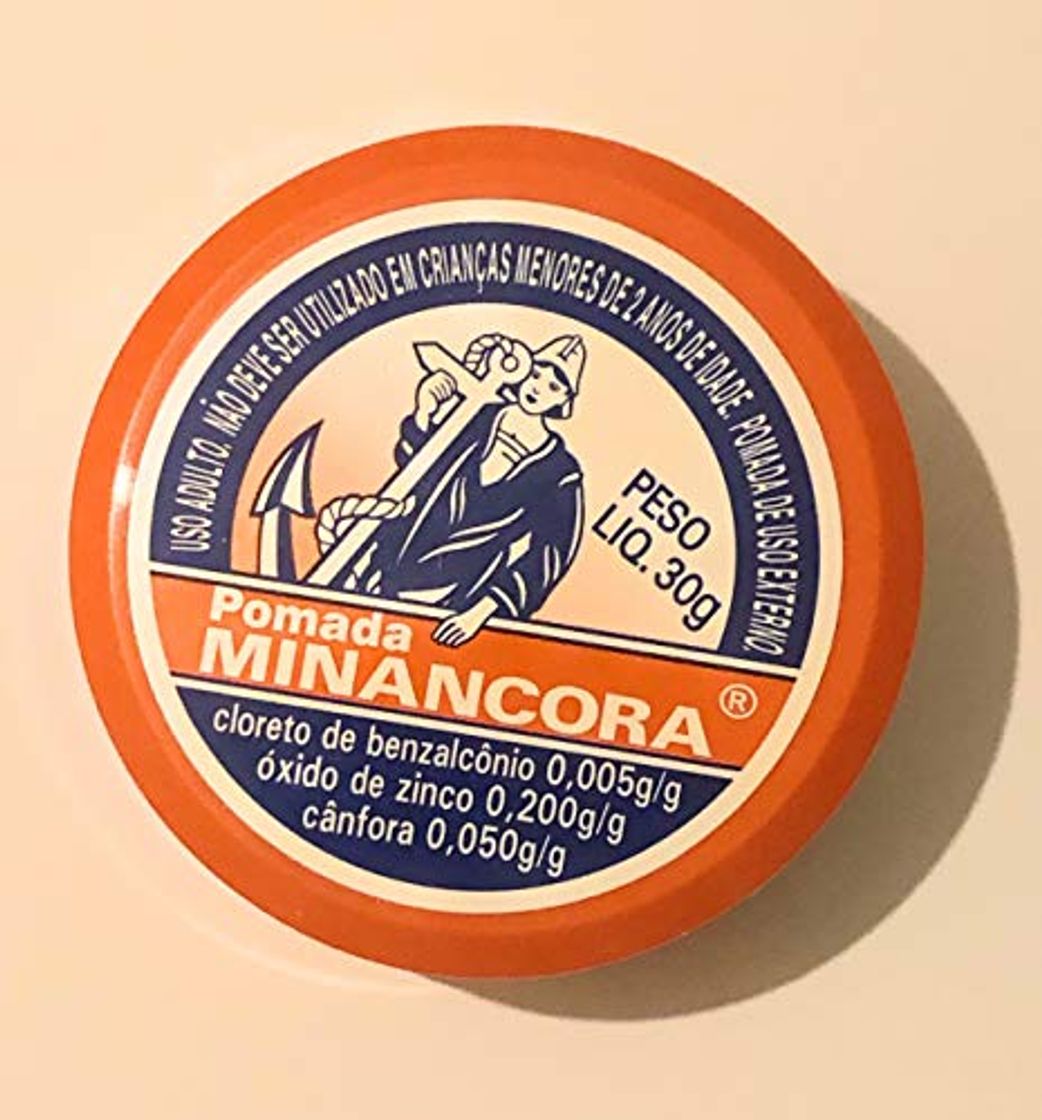 USO ADULTO. NÃO DEVE SER UTILIZADO EM CRIANÇAS MENORES DE 2 ANOS DE IDADE. POMADA DE USO EXTERNO.
PESO
LIQ. 30g
Pomada
MINANCORA®
cloreto de benzalcônio 0,005g/g
óxido de zinco 0,200g/g
cânfora 0,050g/g